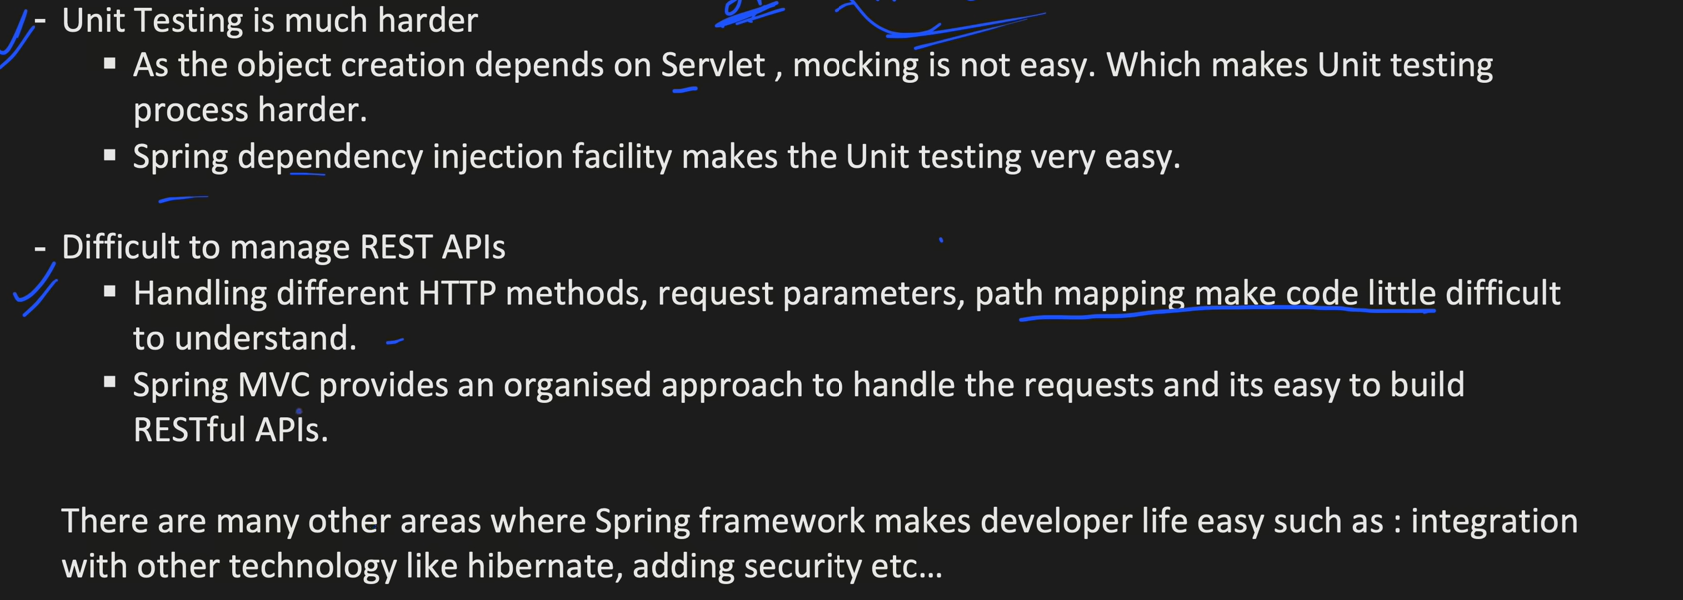 - Unit Testing is much harder
▪ As the object creation depends on Servlet , mocking is not easy. Which makes Unit testing
process harder.
▪ Spring dependency injection facility makes the Unit testing very easy.
- Difficult to manage REST APIs
▪ Handling different HTTP methods, request parameters, path mapping make code little difficult
to understand.
▪ Spring MVC provides an organised approach to handle the requests and its easy to build
RESTful APIs.
There are many other areas where Spring framework makes developer life easy such as : integration
with other technology like hibernate, adding security etc...